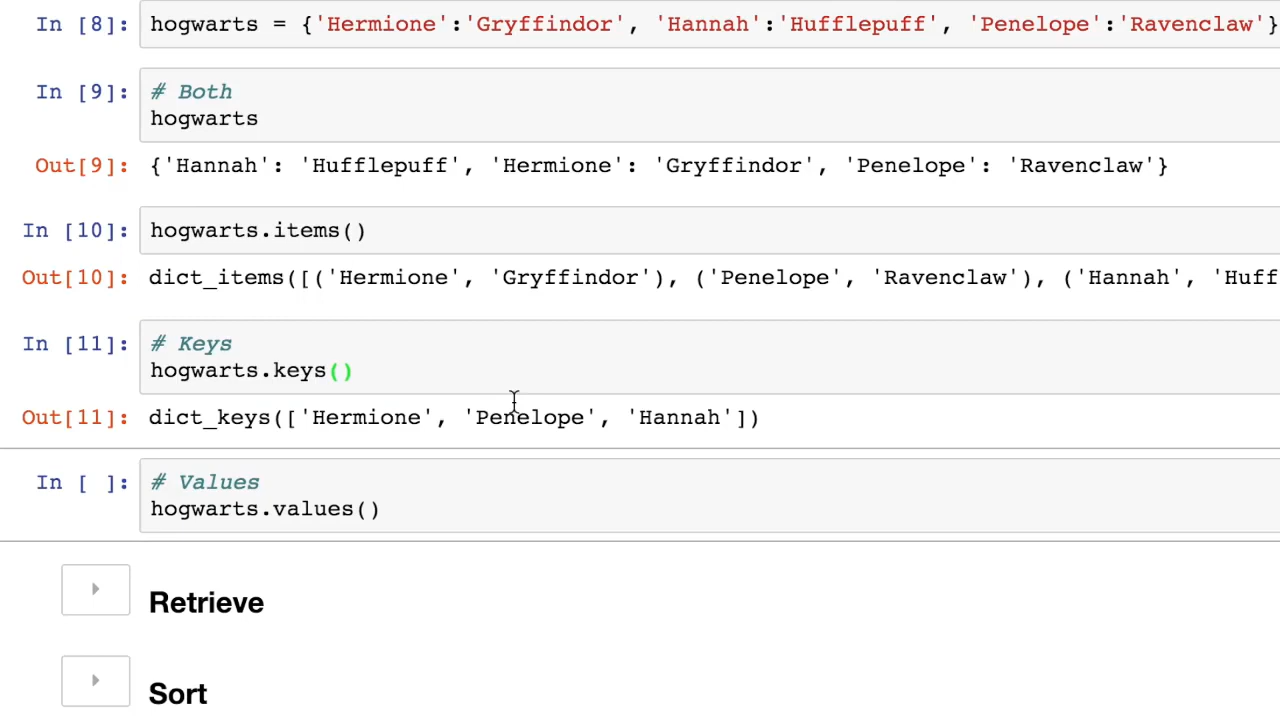 In [8]: hogwarts = {'Hermione':'Gryffindor', 'Hannah':'Hufflepuff', 'Penelope':'Ravenclaw'}
In [9]: # Both
hogwarts
Out[9]: {'Hannah': 'Hufflepuff', 'Hermione': 'Gryffindor', 'Penelope': 'Ravenclaw'}
In [10]: hogwarts.items()
Out[10]: dict_items([('Hermione', 'Gryffindor'), ('Penelope', 'Ravenclaw'), ('Hannah', 'Huff
In [11]: # Keys
hogwarts.keys()
Out[11]: dict_keys(['Hermione', 'Penelope', 'Hannah'])
In [ ]: # Values
hogwarts.values()
Retrieve
Sort